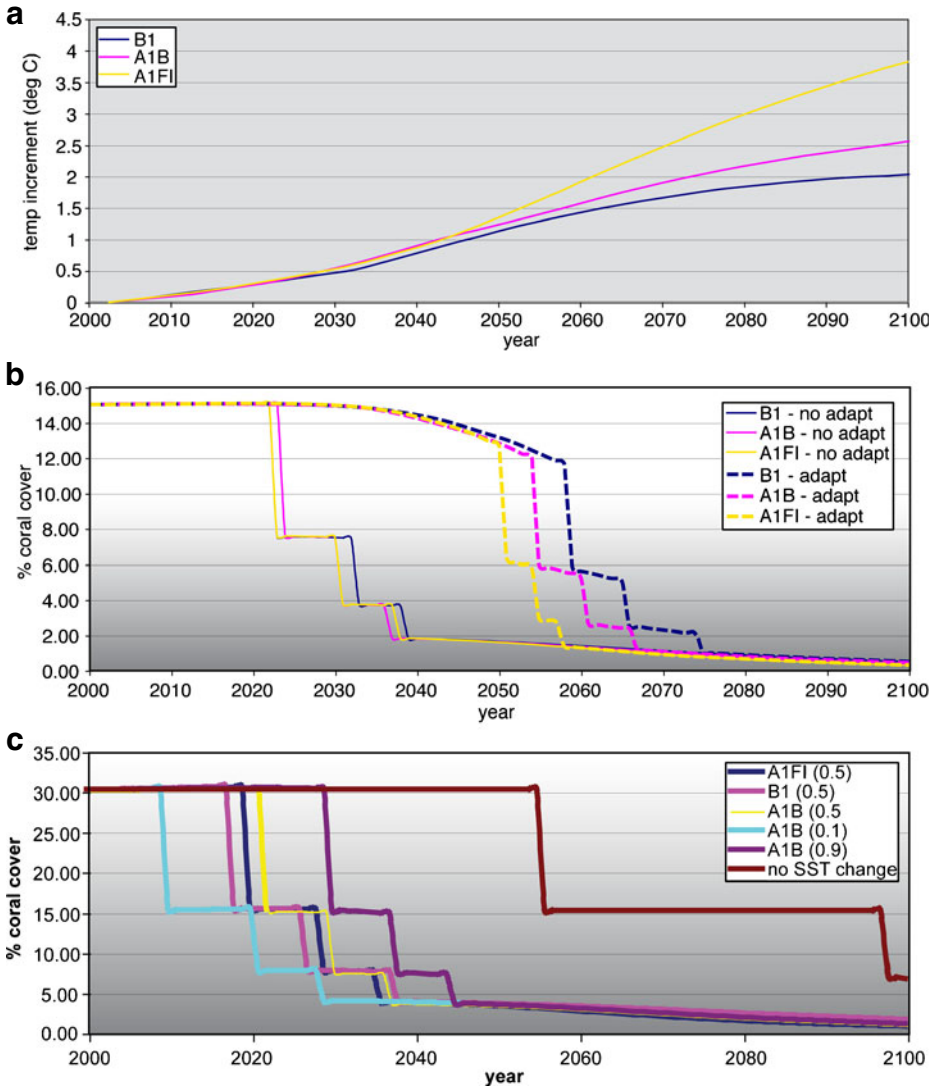 a
4.5
4
3.5
3
2.5
2
1.5
1
0.5
0
temp increment (deg C)
B1
A1B
A1FI
2000 2010 2020 2030 2040 2050 2060 2070 2080 2090 2100
year
b
16.00
14.00
12.00
10.00
8.00
6.00
4.00
2.00
0.00
% coral cover
B1 - no adapt
A1B - no adapt
A1FI - no adapt
B1 - adapt
A1B - adapt
A1FI - adapt
2000 2010 2020 2030 2040 2050 2060 2070 2080 2090 2100
year
c
35.00
30.00
25.00
20.00
15.00
10.00
5.00
0.00
% coral cover
A1FI (0.5)
B1 (0.5)
A1B (0.5
A1B (0.1)
A1B (0.9)
no SST change
2000 2020 2040 2060 2080 2100
year